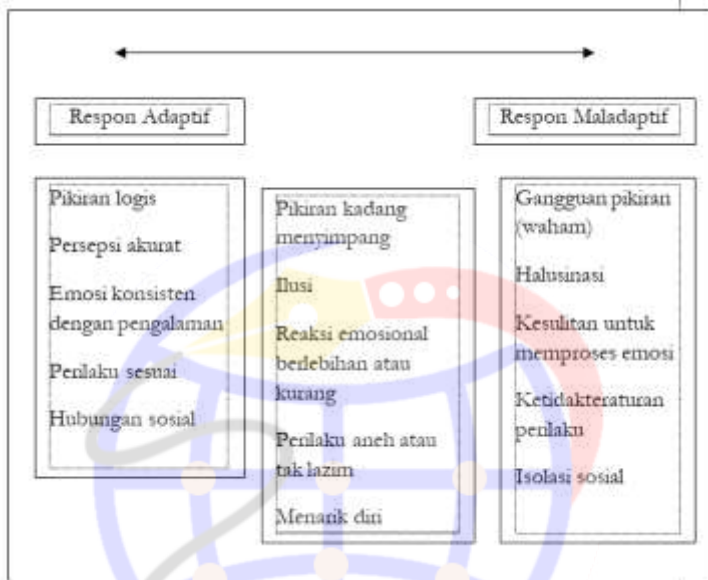 Respon Adaptif
Respon Maladaptif
Pikiran logis
Persepsi akurat
Emosi konsisten
dengan pengalaman
Perilaku sesuai
Hubungan sosial
Pikiran kadang
menyimpang
Ilusi
Reaksi emosional
berlebihan atau
kurang
Perilaku aneh atau
tak lazim
Menarik diri
Gangguan pikiran
(waham)
Halusinasi
Kesulitan untuk
memproses emosi
Ketidakteraturan
perilaku
Isolasi sosial